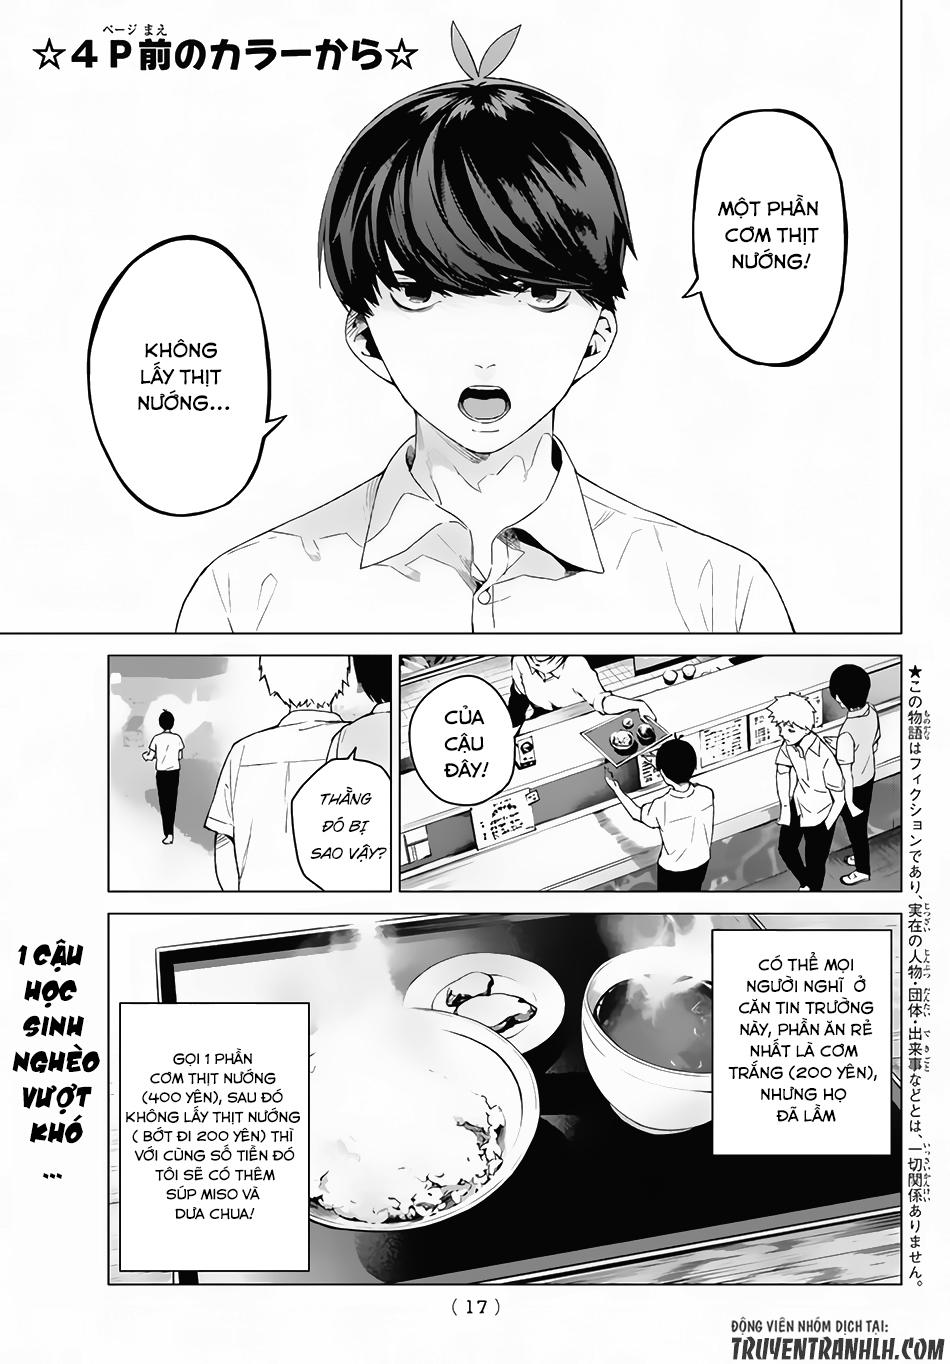 ☆4P前のカラーから☆
ページ まえ
MỘT PHẦN
CƠM THỊT
NƯỚNG!
KHÔNG
LẤY THỊT
NƯỚNG...
CỦA
CẬU
ĐÂY!
THẰNG
ĐÓ BỊ
SAO VẬY?
★この物語はフィクションであり、実在の人物・団体・出来事などとは、一切関係ありません。
CÓ THỂ MỌI
NGƯỜI NGHĨ Ở
CĂN TIN TRƯỜNG
NÀY, PHẦN ĂN RẺ
NHẤT LÀ CƠM
TRẮNG (200 YÊN),
NHƯNG HỌ
ĐÃ LẦM
GỌI 1 PHẦN
CƠM THỊT NƯỚNG
(400 YÊN), SAU ĐÓ
KHÔNG LẤY THỊT NƯỚNG
( BỚT ĐI 200 YÊN) THÌ
VỚI CÙNG SỐ TIỀN ĐÓ
TÔI SẼ CÓ THÊM
SÚP MISO VÀ
DƯA CHUA!
1 CẬU
HỌC
SINH
NGHÈO
VƯỢT
KHÓ
...
( 17 )
ĐỘNG VIÊN NHÓM DỊCH TẠI:
TRUYENTRANHLH.COM